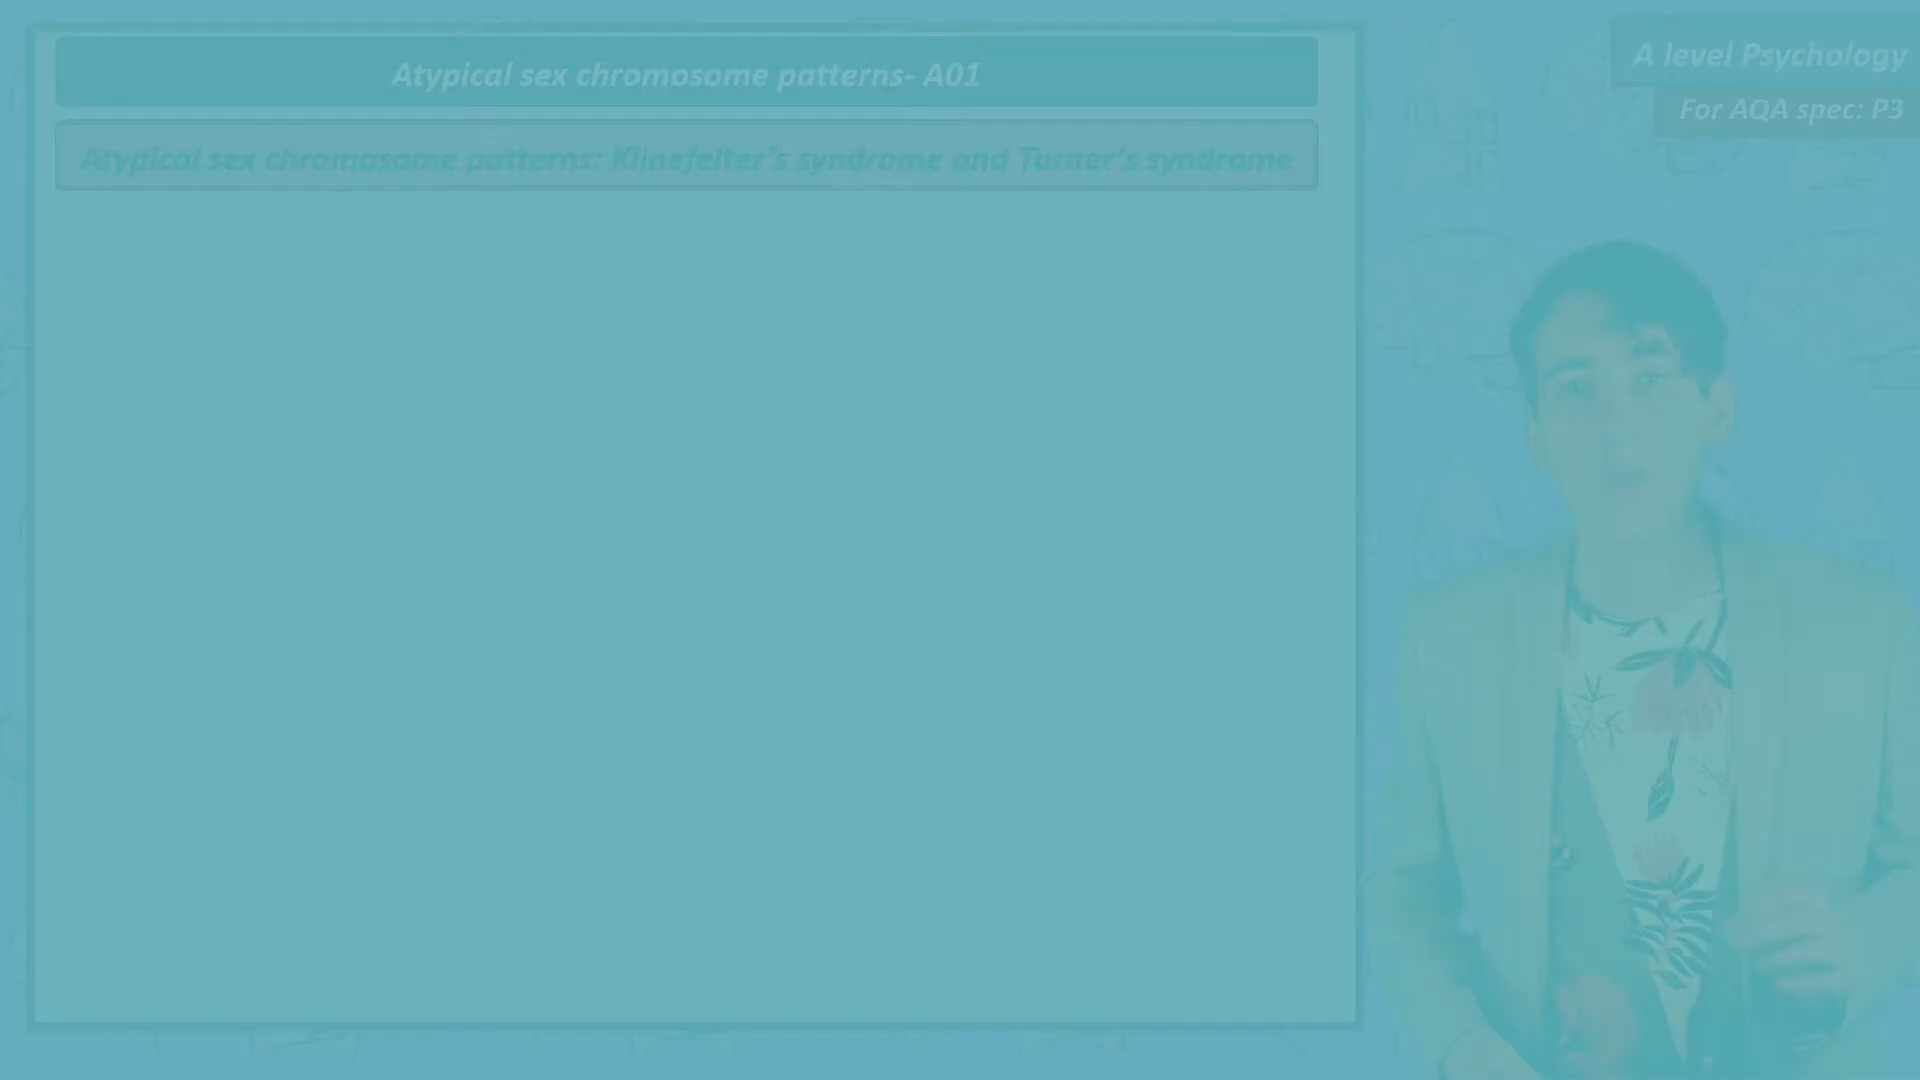 Atypical sex chromosome patterns- A01
A level Psychology
For AQA spec: P3
Atypical sex chromosome patterns: Klinefelter's syndrome and Turner's syndrome